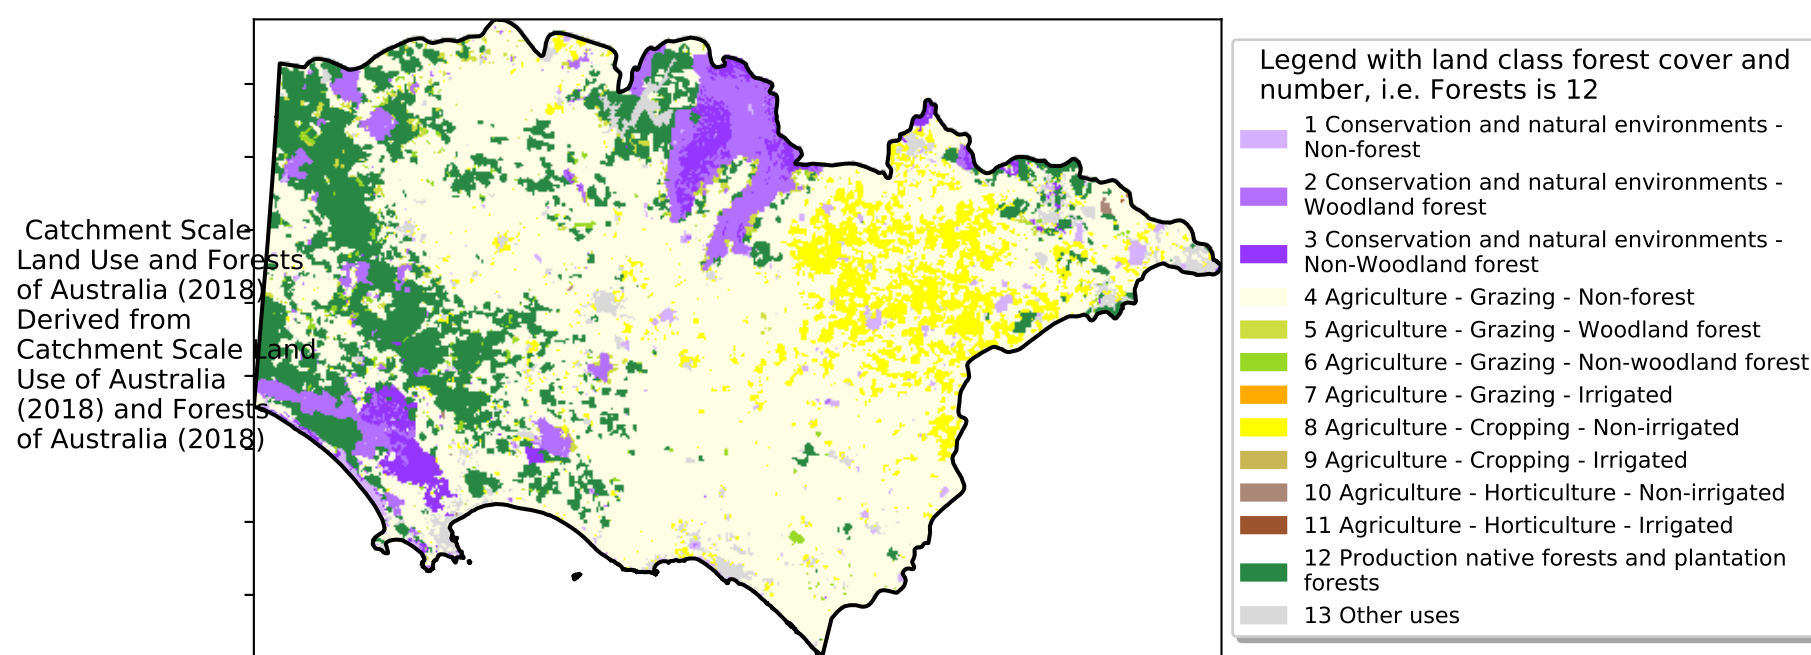 Catchment Scale
Land Use and Forests
of Australia (2018)
Derived from
Catchment Scale Land
Use of Australia
(2018) and Forests
of Australia (2018)
Legend with land class forest cover and
number, i.e. Forests is 12
1 Conservation and natural environments -
Non-forest
2 Conservation and natural environments -
Woodland forest
3 Conservation and natural environments -
Non-Woodland forest
4 Agriculture - Grazing - Non-forest
5 Agriculture - Grazing - Woodland forest
6 Agriculture - Grazing - Non-woodland forest
7 Agriculture - Grazing - Irrigated
8 Agriculture - Cropping - Non-irrigated
9 Agriculture - Cropping - Irrigated
10 Agriculture - Horticulture - Non-irrigated
11 Agriculture - Horticulture - Irrigated
12 Production native forests and plantation
forests
13 Other uses